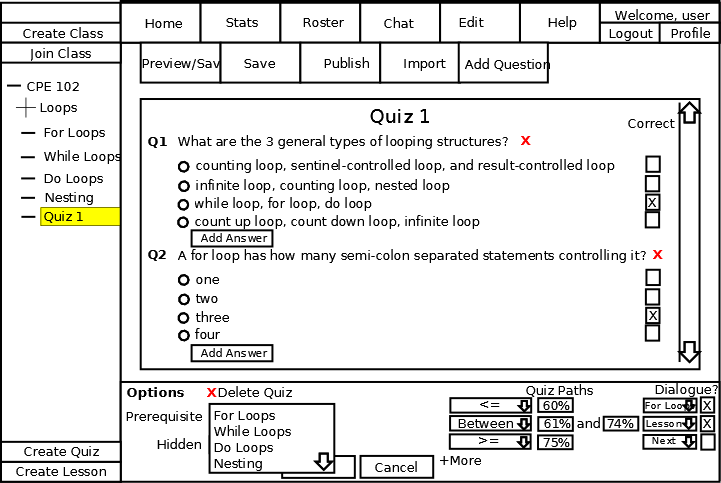 Home Stats Roster Chat Edit Help
Welcome, user
Logout Profile
Create Class
Join Class
Preview/Sav Save Publish Import Add Question
CPE 102
Loops
For Loops
While Loops
Do Loops
Nesting
Quiz 1
Quiz 1
Correct
Q1 What are the 3 general types of looping structures? X
counting loop, sentinel-controlled loop, and result-controlled loop
infinite loop, counting loop, nested loop
while loop, for loop, do loop X
count up loop, count down loop, infinite loop
Add Answer
Q2 A for loop has how many semi-colon separated statements controlling it? X
one
two
three X
four
Add Answer
Options X Delete Quiz
Prerequisite
Hidden
For Loops
While Loops
Do Loops
Nesting
Cancel
Quiz Paths Dialogue?
<= 60% For Loo X
Between 61% and 74% Lesson X
>= 75% Next
+More
Create Quiz
Create Lesson